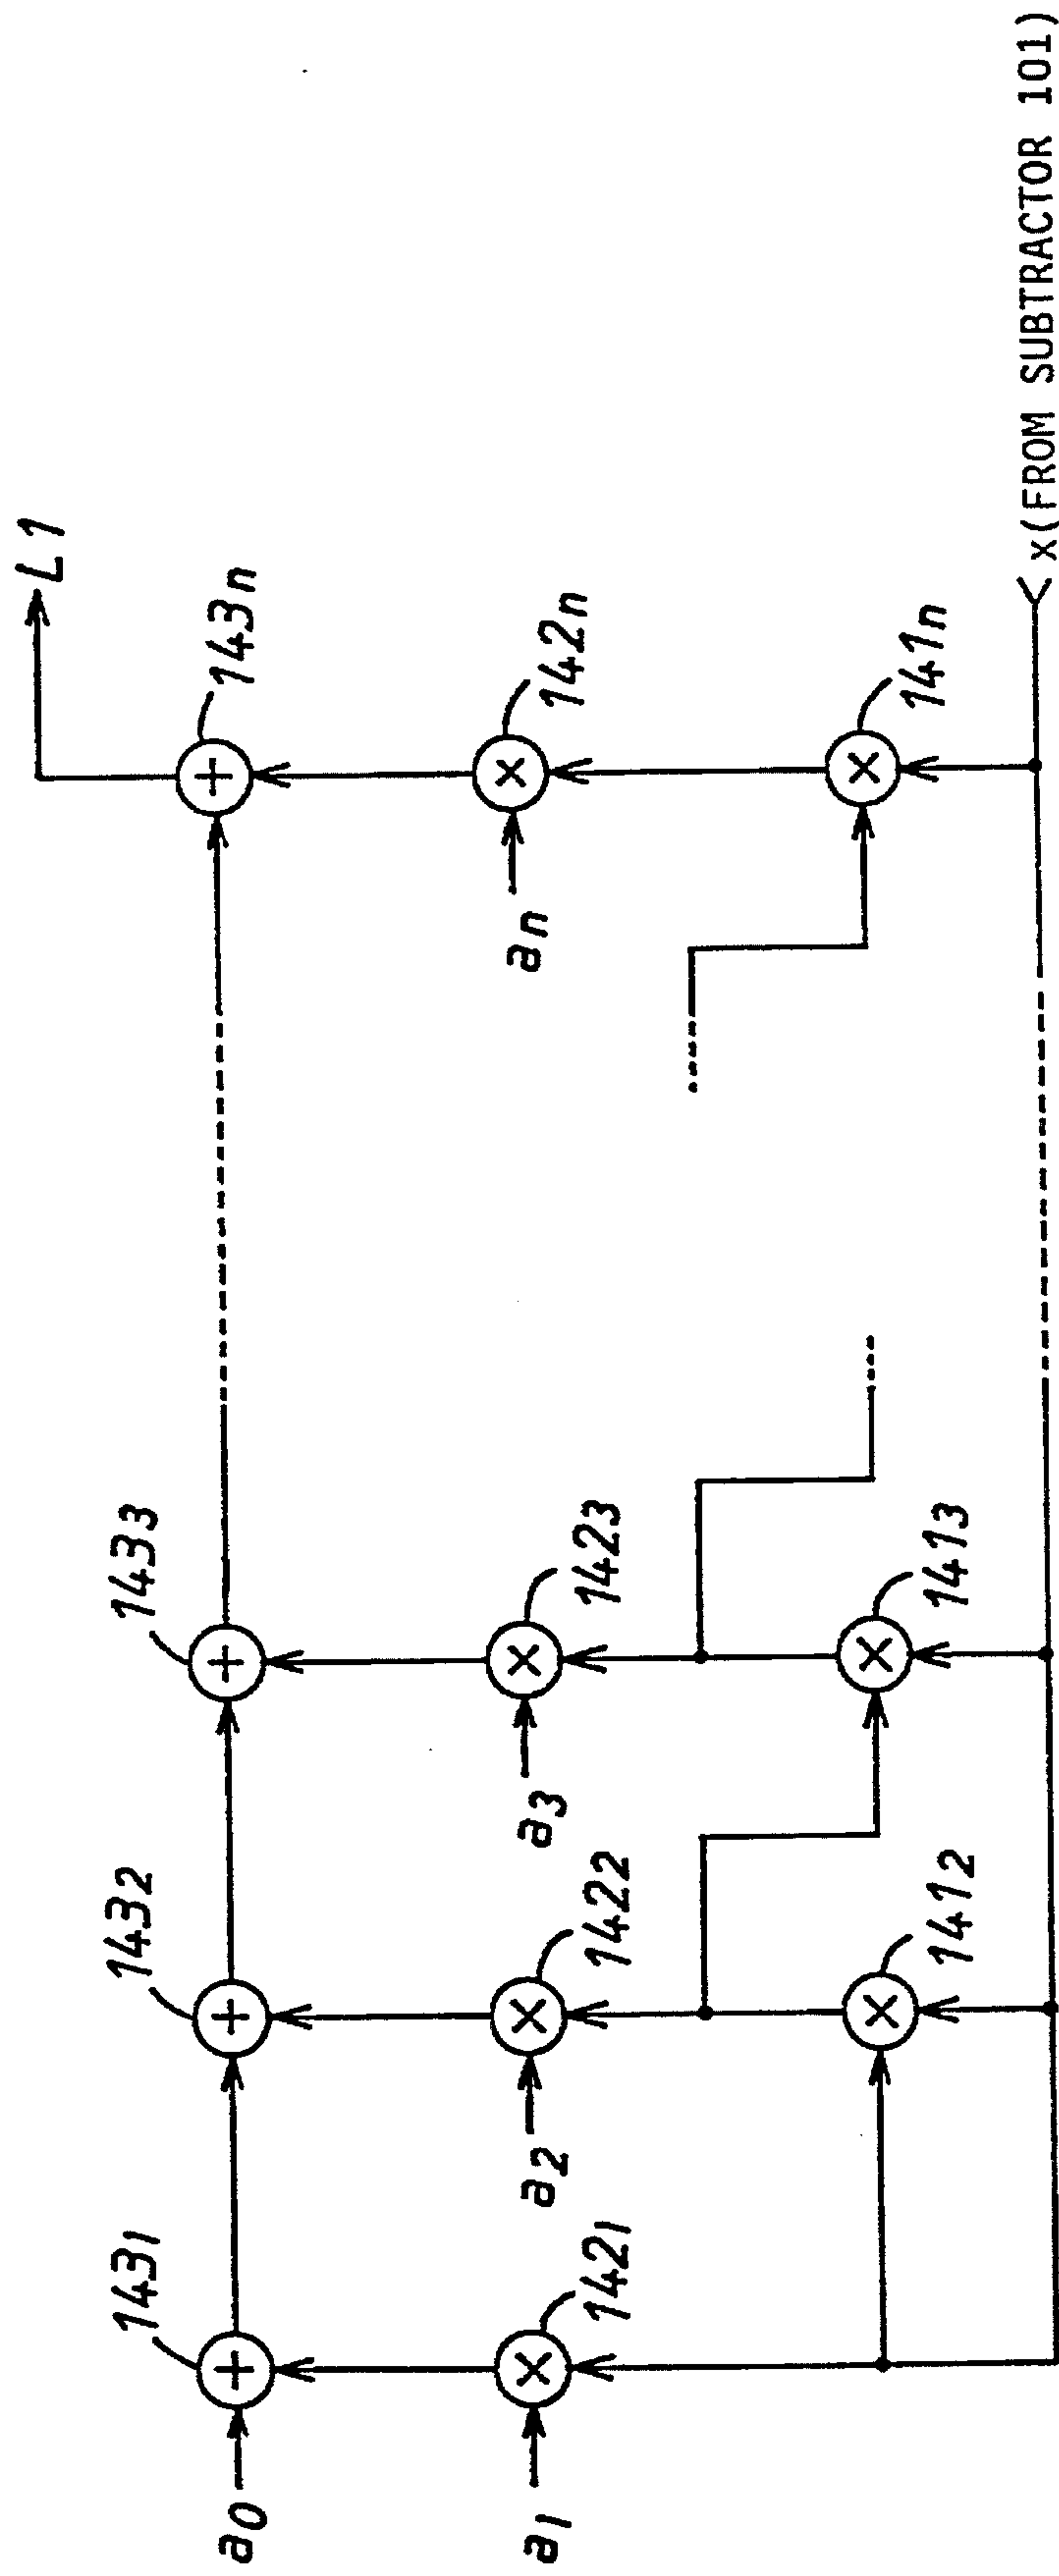 L1
143₁
143₂
143₃
143n
a₀
142₁
142₂
142₃
142n
a₁
a₂
a₃
aₙ
141₂
141₃
141n
x(FROM SUBTRACTOR 101)